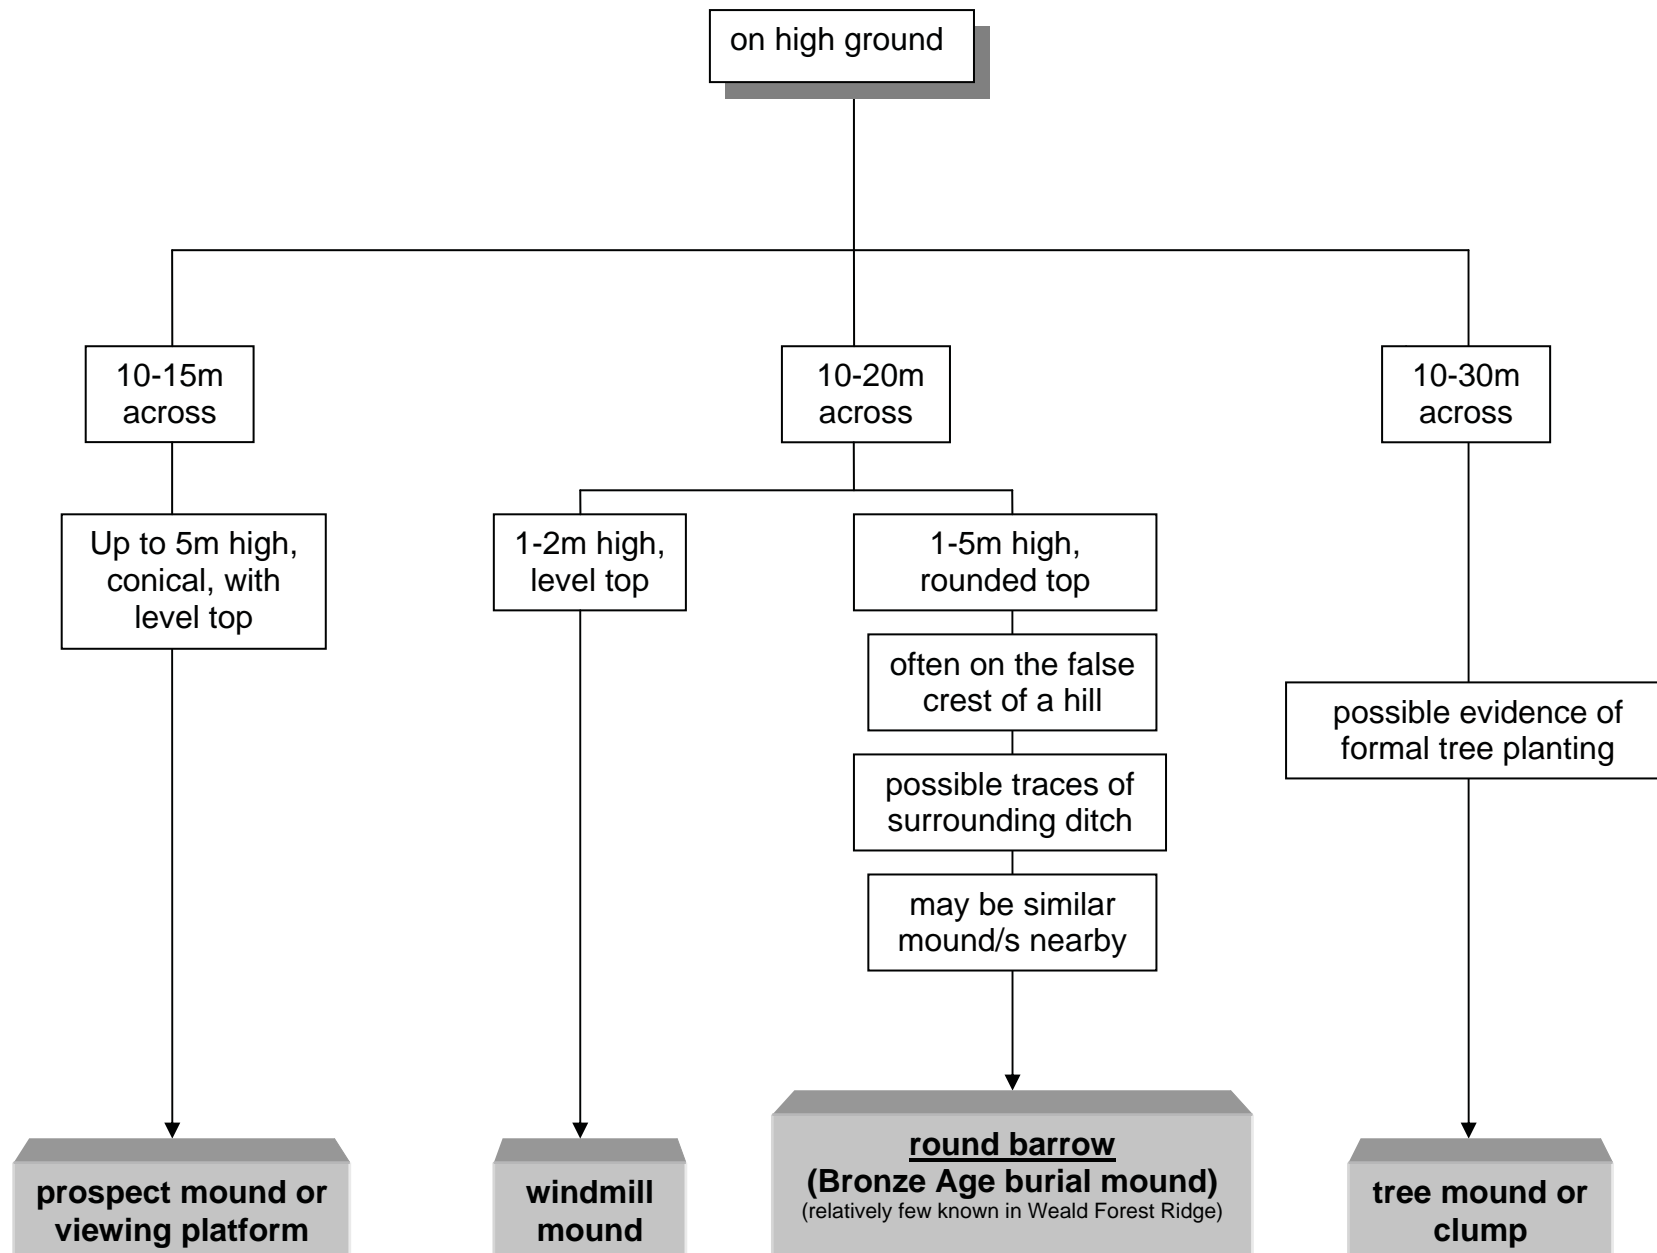 on high ground
10-15m
across
10-20m
across
10-30m
across
Up to 5m high,
conical, with
level top
1-2m high,
level top
1-5m high,
rounded top
often on the false
crest of a hill
possible traces of
surrounding ditch
may be similar
mound/s nearby
possible evidence of
formal tree planting
prospect mound or
viewing platform
windmill
mound
round barrow
(Bronze Age burial mound)
(relatively few known in Weald Forest Ridge)
tree mound or
clump